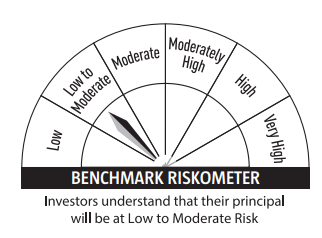 Low
Low to
Moderate
Moderate
Moderately
High
High
Very High
BENCHMARK RISKOMETER
Investors understand that their principal
will be at Low to Moderate Risk